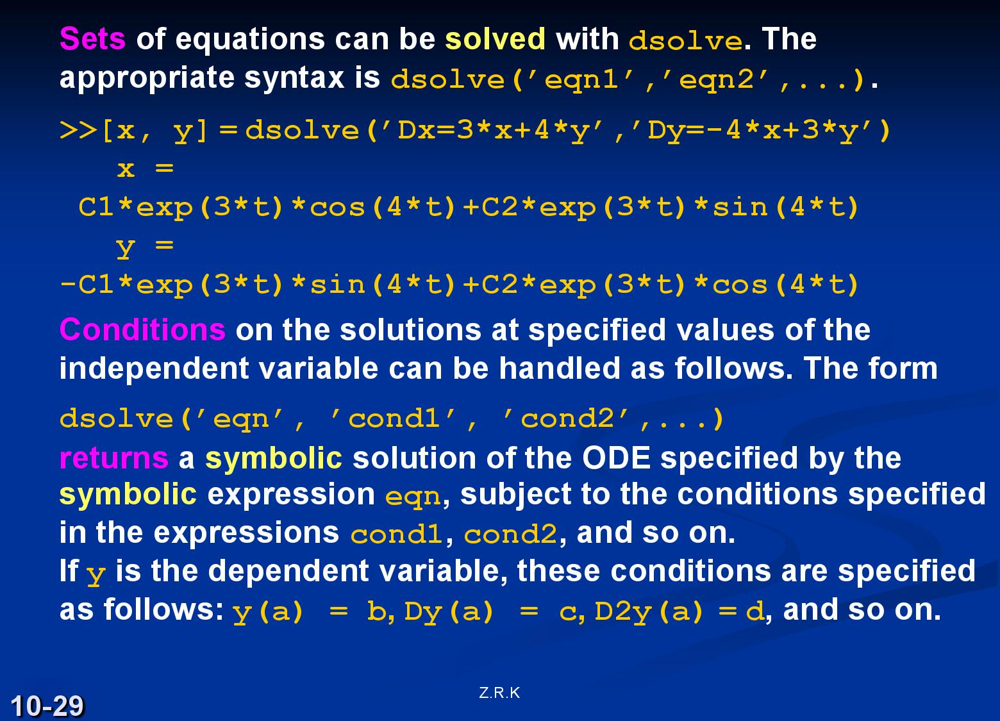 Sets of equations can be solved with dsolve. The
appropriate syntax is dsolve(’eqn1’,’eqn2’,...).
>>[x, y] = dsolve(’Dx=3*x+4*y’,’Dy=-4*x+3*y’)
x =
C1*exp(3*t)*cos(4*t)+C2*exp(3*t)*sin(4*t)
y =
-C1*exp(3*t)*sin(4*t)+C2*exp(3*t)*cos(4*t)
Conditions on the solutions at specified values of the
independent variable can be handled as follows. The form
dsolve(’eqn’, ’cond1’, ’cond2’,...)
returns a symbolic solution of the ODE specified by the
symbolic expression eqn, subject to the conditions specified
in the expressions cond1, cond2, and so on.
If y is the dependent variable, these conditions are specified
as follows: y(a) = b, Dy(a) = c, D2y(a) = d, and so on.
Z.R.K
10-29